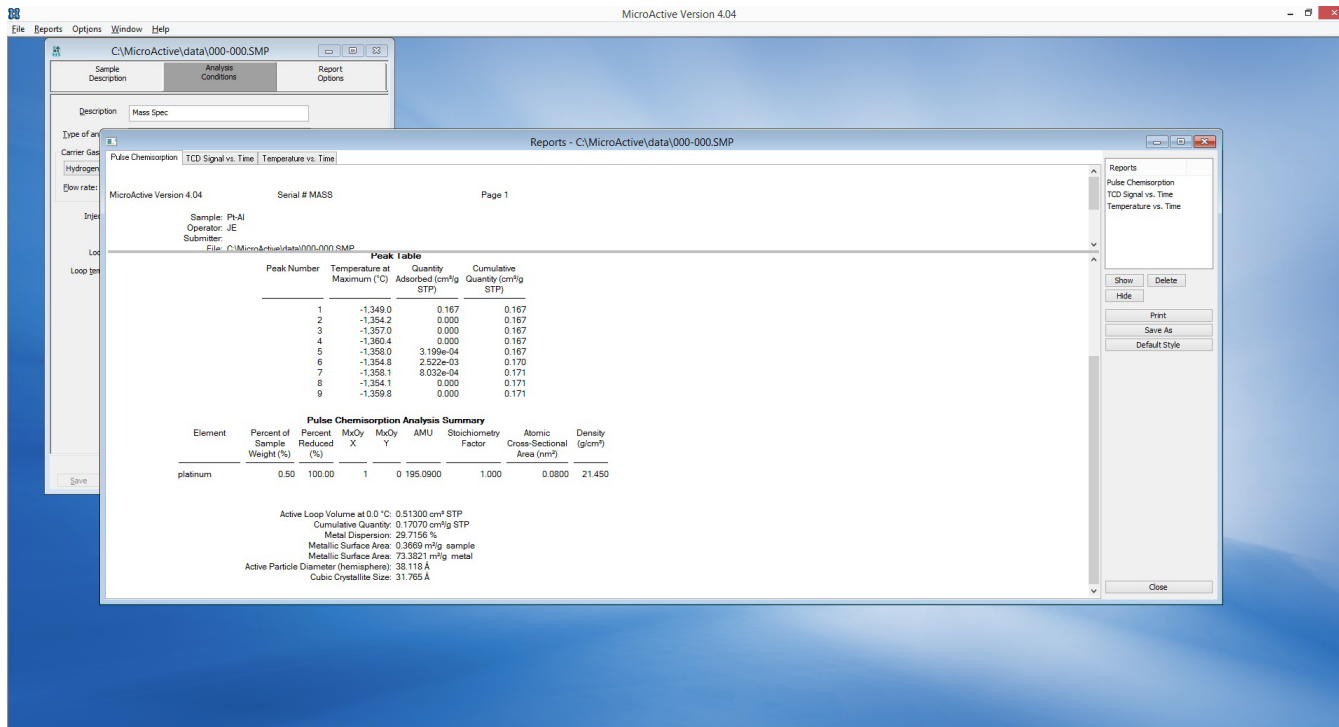 MicroActive Version 4.04
File Reports Options Window Help
C:\MicroActive\data\000-000.SMP
Sample Description
Analysis Conditions
Report Options
Description Mass Spec
Type of an
Carrier Gas
Hydrogen
Flow rate:
Injec
Loo
Loop tem
Save
Reports - C:\MicroActive\data\000-000.SMP
Pulse Chemisorption TCD Signal vs. Time Temperature vs. Time
MicroActive Version 4.04 Serial # MASS Page 1
Sample: Pt-Al
Operator: JE
Submitter:
File: C:\MicroActive\data\000-000.SMP
Peak Table
Peak Number Temperature at Quantity Cumulative
Maximum (°C) Adsorbed (cm³/g Quantity (cm³/g
STP) STP)
1 -1,349.0 0.167 0.167
2 -1,354.2 0.000 0.167
3 -1,357.0 0.000 0.167
4 -1,360.4 0.000 0.167
5 -1,358.0 3.199e-04 0.167
6 -1,354.8 2.522e-03 0.170
7 -1,358.1 8.032e-04 0.171
8 -1,354.1 0.000 0.171
9 -1,359.8 0.000 0.171
Pulse Chemisorption Analysis Summary
Element Percent of Percent MxOy MxOy AMU Stoichiometry Atomic Density
Sample Reduced X Y Factor Cross-Sectional (g/cm³)
Weight (%) (%) Area (nm²)
platinum 0.50 100.00 1 0 195.0900 1.000 0.0800 21.450
Active Loop Volume at 0.0 °C: 0.51300 cm³ STP
Cumulative Quantity: 0.17070 cm³/g STP
Metal Dispersion: 29.7156 %
Metallic Surface Area: 0.3669 m²/g sample
Metallic Surface Area: 73.3821 m²/g metal
Active Particle Diameter (hemisphere): 38.118 Å
Cubic Crystallite Size: 31.765 Å
Reports
Pulse Chemisorption
TCD Signal vs. Time
Temperature vs. Time
Show Delete
Hide
Print
Save As
Default Style
Close